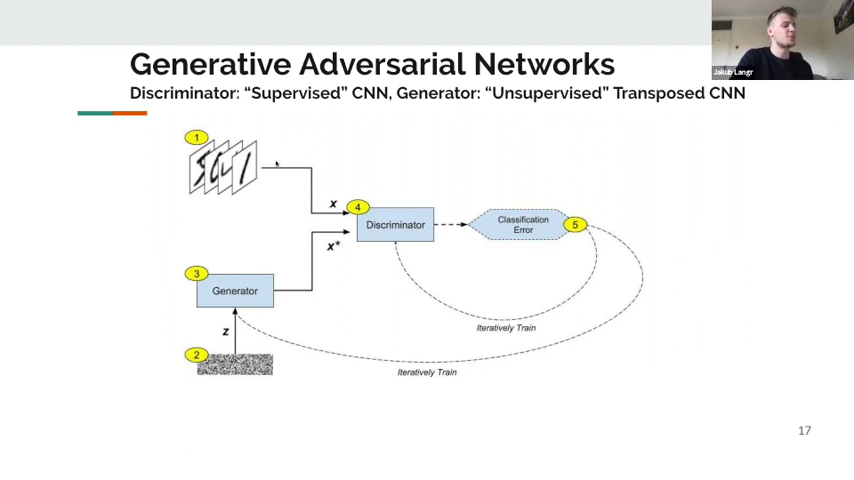 Generative Adversarial Networks
Jakub Langr
Discriminator: “Supervised” CNN, Generator: “Unsupervised” Transposed CNN
1
x
4
Discriminator
Classification
Error
5
x*
3
Generator
Iteratively Train
z
2
Iteratively Train
17